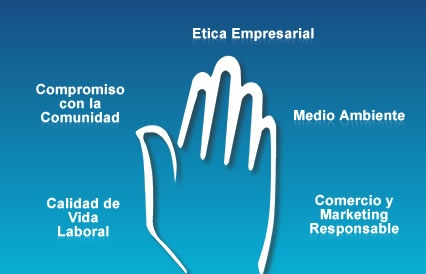 Etica Empresarial
Compromiso
con la
Comunidad
Medio Ambiente
Calidad de
Vida
Laboral
Comercio y
Marketing
Responsable